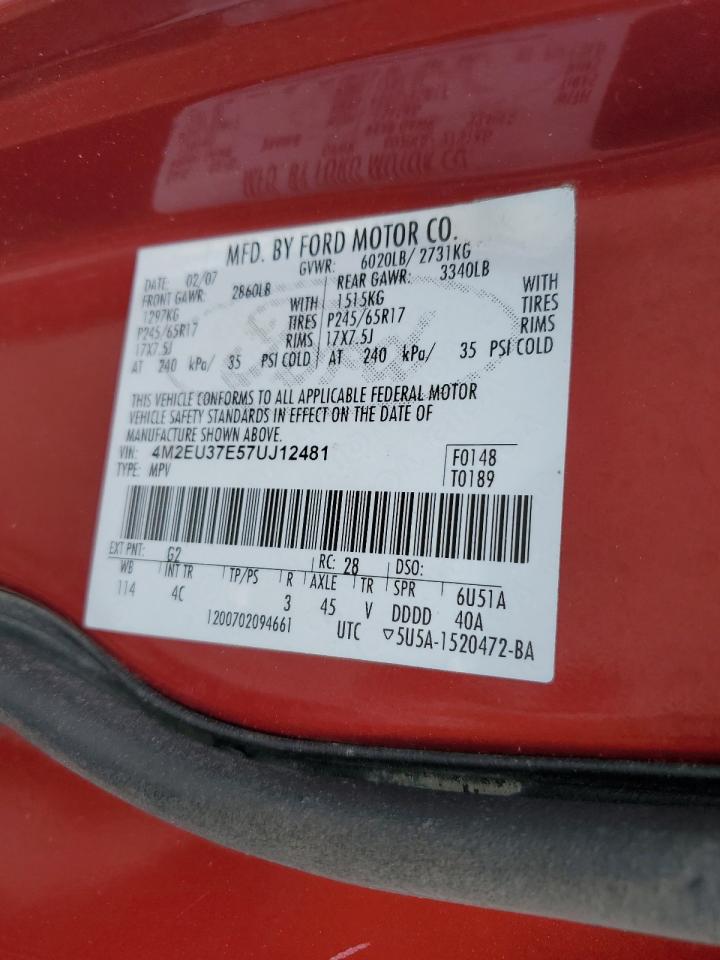 MFD. BY FORD MOTOR CO.
DATE: 02/07 GVWR: 6020LB/ 2731KG
FRONT GAWR: 2860LB REAR GAWR: 3340LB
1297KG WITH 1515KG WITH
P245/65R17 TIRES P245/65R17 TIRES
17X7.5J RIMS 17X7.5J RIMS
AT 240 kPa/ 35 PSI COLD AT 240 kPa/ 35 PSI COLD
THIS VEHICLE CONFORMS TO ALL APPLICABLE FEDERAL MOTOR
VEHICLE SAFETY STANDARDS IN EFFECT ON THE DATE OF
MANUFACTURE SHOWN ABOVE.
VIN: 4M2EU37E57UJ12481 F0148
TYPE: MPV T0189
EXT PNT: G2 RC: 28 DSO:
WB INT TR TP/PS R AXLE TR SPR 6U51A
114 4C 3 45 V DDDD 40A
1200702094661 UTC ▽5U5A-1520472-BA